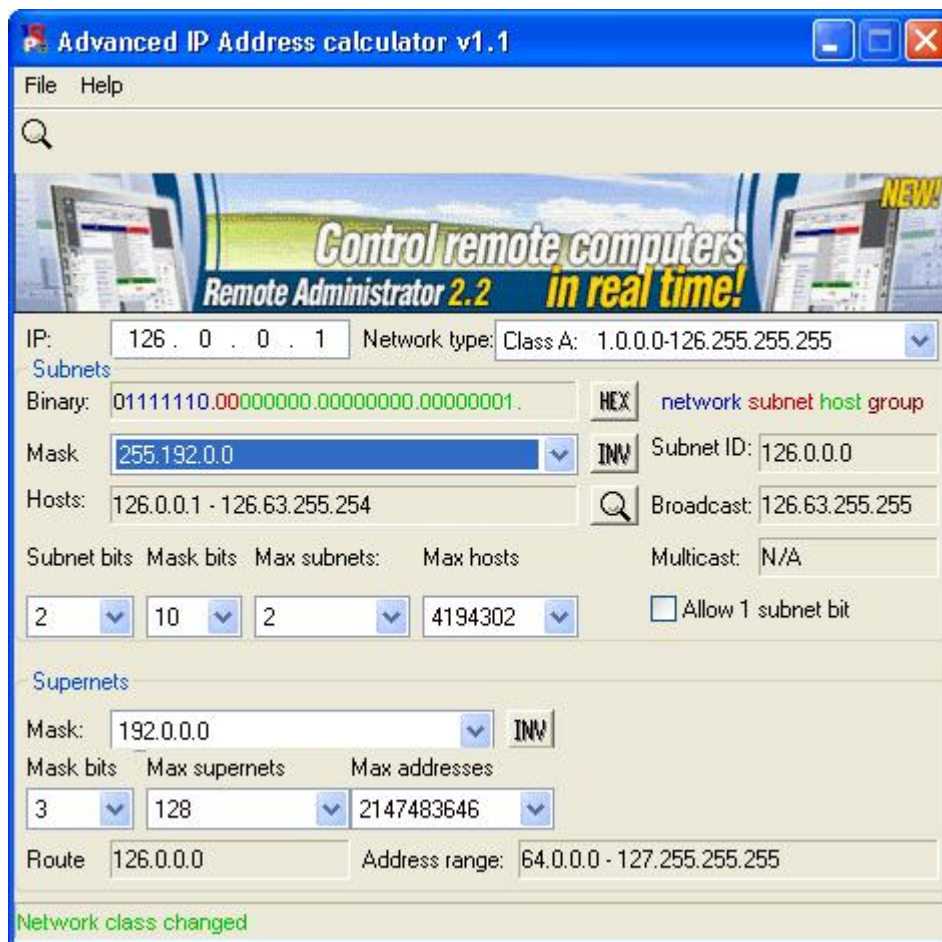 Advanced IP Address calculator v1.1
File Help
NEW!
Control remote computers
Remote Administrator 2.2 in real time!
IP: 126 . 0 . 0 . 1 Network type: Class A: 1.0.0.0-126.255.255.255
Subnets
Binary: 01111110.00000000.00000000.00000001. HEX network subnet host group
Mask 255.192.0.0 INV Subnet ID: 126.0.0.0
Hosts: 126.0.0.1 - 126.63.255.254 Broadcast: 126.63.255.255
Subnet bits Mask bits Max subnets: Max hosts Multicast: N/A
2 10 2 4194302 Allow 1 subnet bit
Supernets
Mask: 192.0.0.0 INV
Mask bits Max supernets Max addresses
3 128 2147483646
Route 126.0.0.0 Address range: 64.0.0.0 - 127.255.255.255
Network class changed